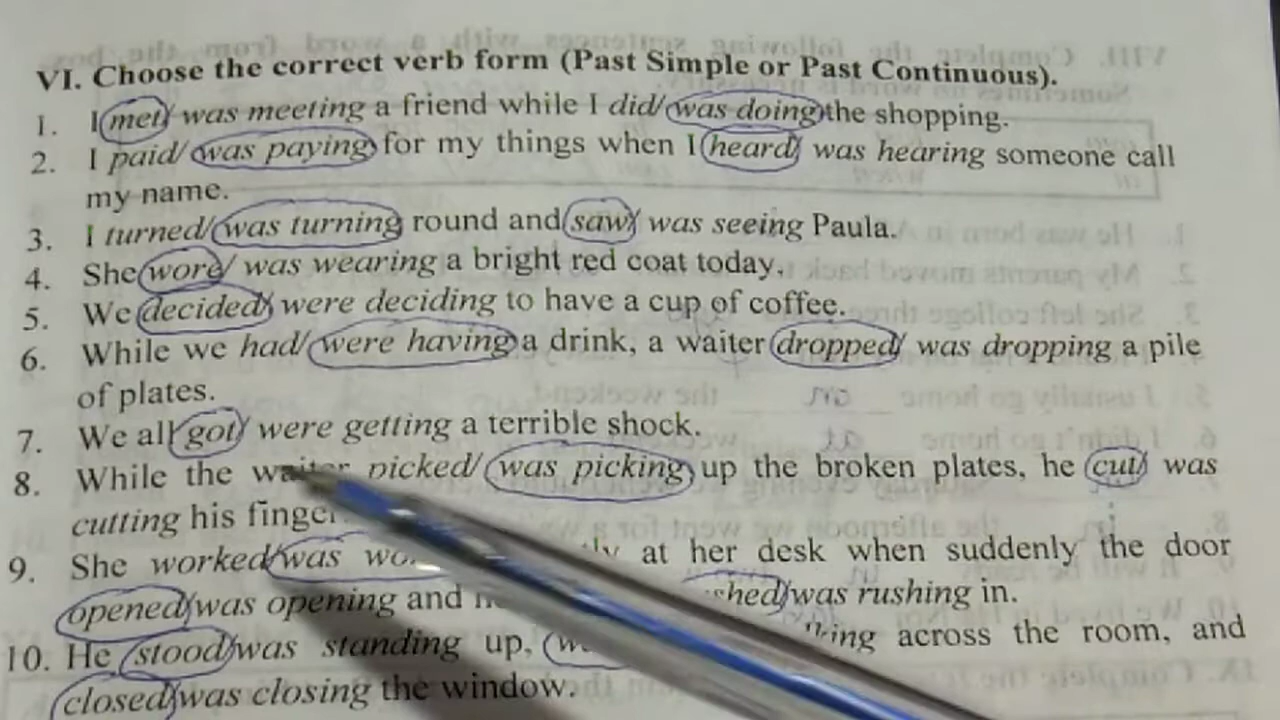 VI. Choose the correct verb form (Past Simple or Past Continuous).
1. I met/ was meeting a friend while I did/ was doing the shopping.
2. I paid/ was paying for my things when I heard/ was hearing someone call
my name.
3. I turned/ was turning round and saw/ was seeing Paula.
4. She wore/ was wearing a bright red coat today.
5. We decided/ were deciding to have a cup of coffee.
6. While we had/ were having a drink, a waiter dropped/ was dropping a pile
of plates.
7. We all got/ were getting a terrible shock.
8. While the waiter picked/ was picking up the broken plates, he cut/ was
cutting his finger.
9. She worked/was at her desk when suddenly the door
opened/was opening and was rushing in.
10. He stood/was standing up, across the room, and
closed/was closing the window.